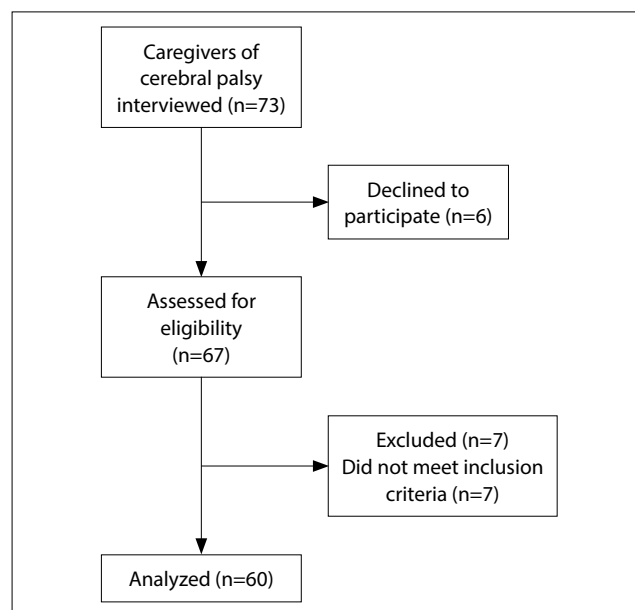 Caregivers of
cerebral palsy
interviewed (n=73)
Declined to
participate (n=6)
Assessed for
eligibility
(n=67)
Excluded (n=7)
Did not meet inclusion
criteria (n=7)
Analyzed (n=60)